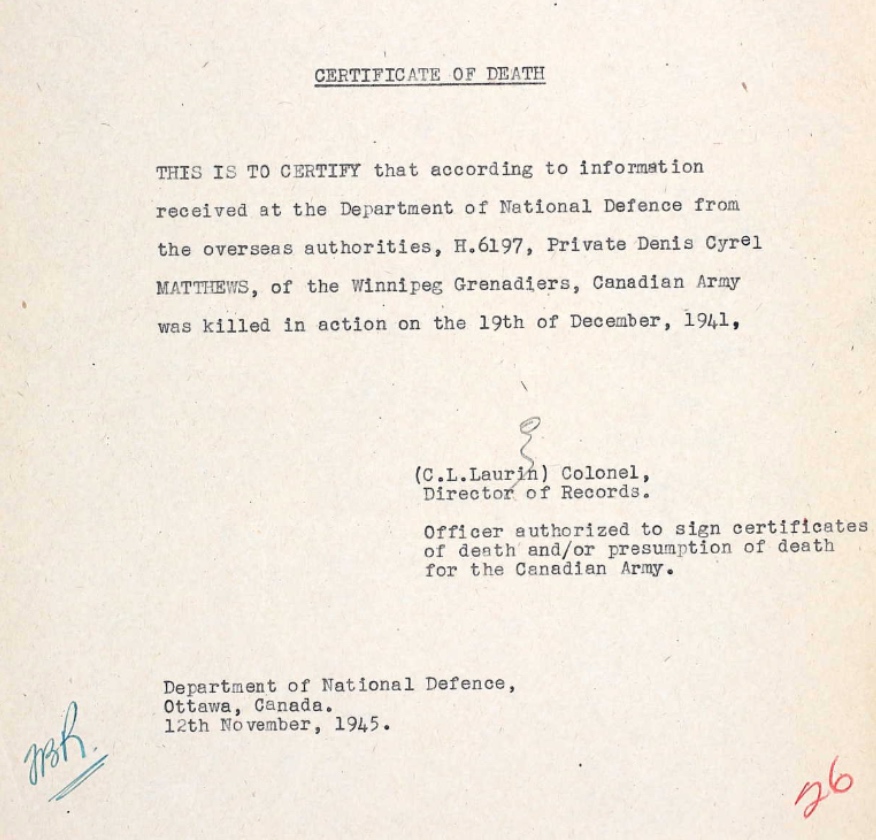 CERTIFICATE OF DEATH
THIS IS TO CERTIFY that according to information
received at the Department of National Defence from
the overseas authorities, H.6197, Private Denis Cyrel
MATTHEWS, of the Winnipeg Grenadiers, Canadian Army
was killed in action on the 19th of December, 1941,
(C.L.Laurin) Colonel,
Director of Records.
Officer authorized to sign certificates
of death and/or presumption of death
for the Canadian Army.
Department of National Defence,
Ottawa, Canada.
12th November, 1945.
26